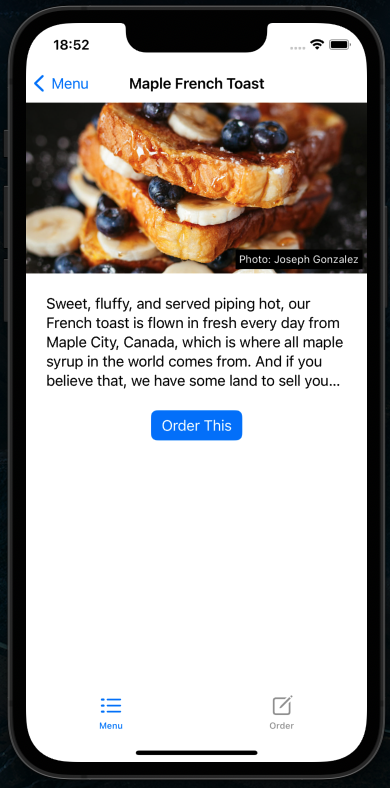 18:52
Menu
Maple French Toast
Photo: Joseph Gonzalez
Sweet, fluffy, and served piping hot, our
French toast is flown in fresh every day from
Maple City, Canada, which is where all maple
syrup in the world comes from. And if you
believe that, we have some land to sell you...
Order This
Menu
Order